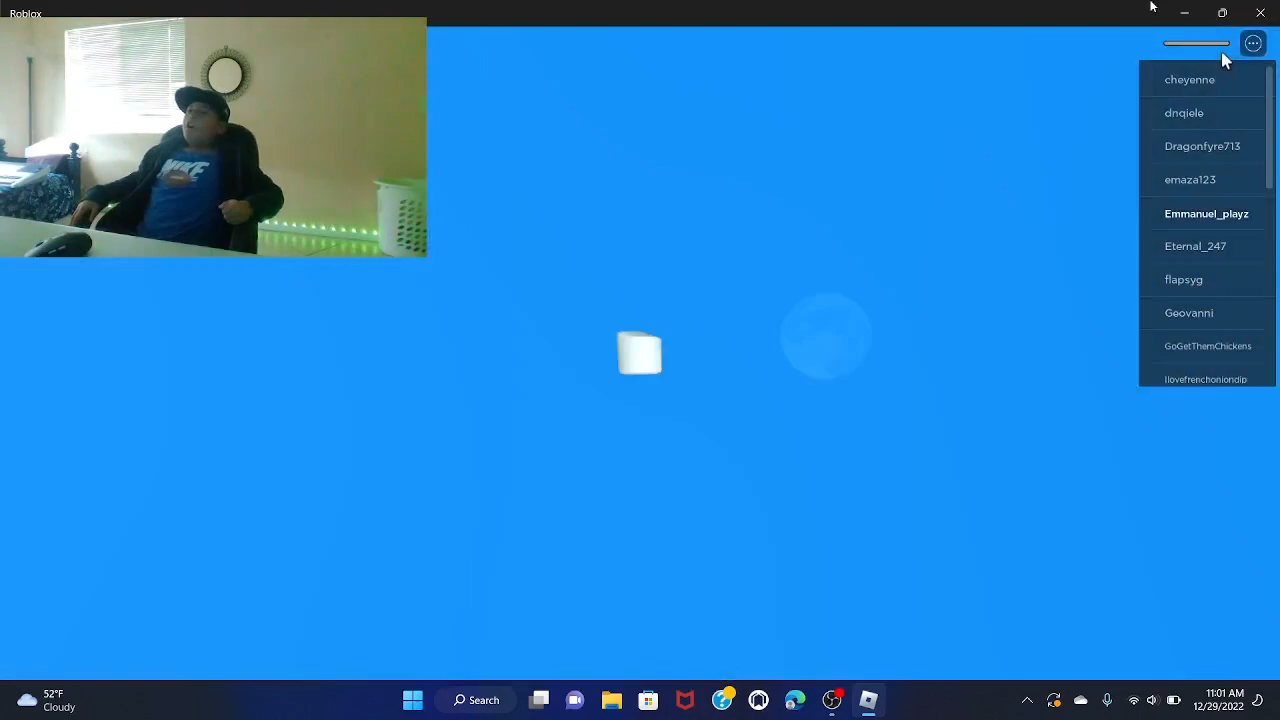 Roblox
NIKE
cheyenne
dnqiele
Dragonfyre713
emaza123
Emmanuel_playz
Eternal_247
flapsyg
Geovanni
GoGetThemChickens
Ilovefrenchoniondip
52°F
Cloudy
Search
11:01 AM
12/29/2022